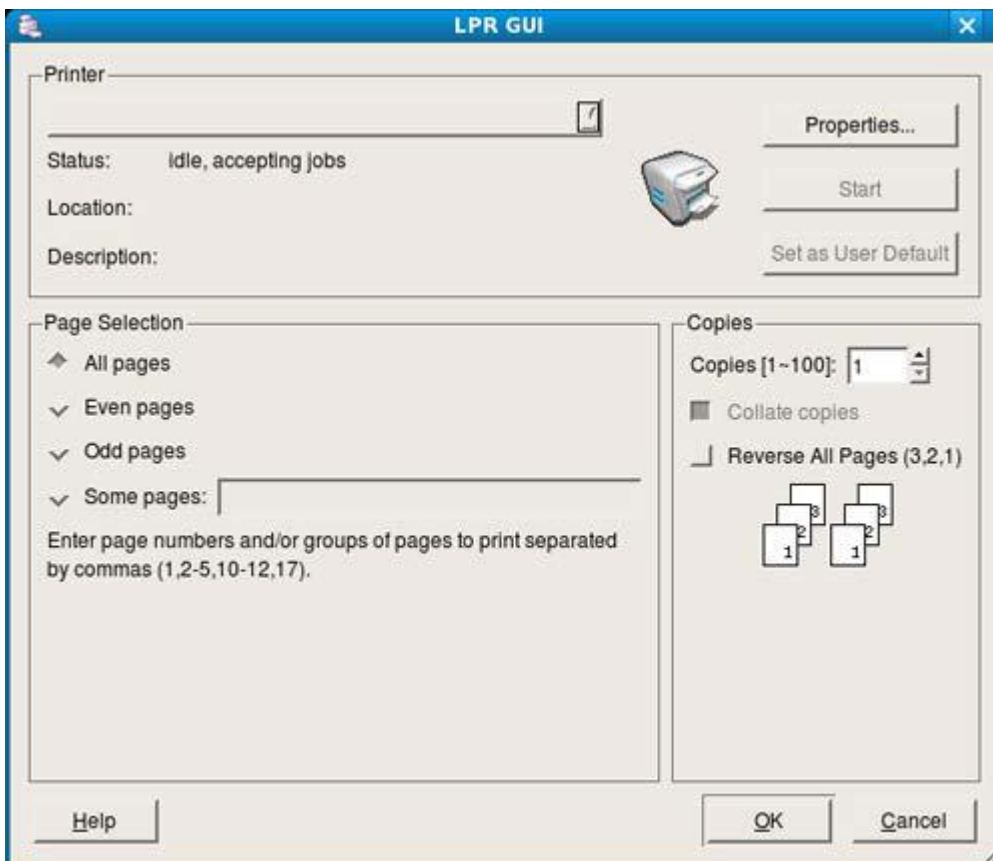 LPR GUI
Printer
Properties...
Status: idle, accepting jobs
Start
Location:
Set as User Default
Description:
Page Selection
Copies
All pages
Copies [1~100]: 1
Even pages
Collate copies
Odd pages
Reverse All Pages (3,2,1)
Some pages:
Enter page numbers and/or groups of pages to print separated
by commas (1,2-5,10-12,17).
3 3
2 2
1 1
Help
OK
Cancel